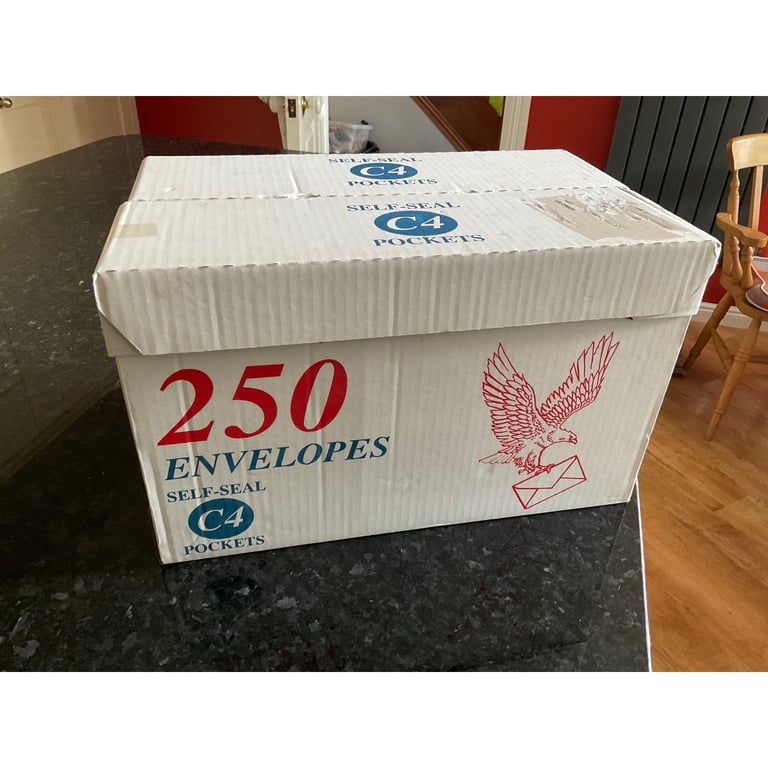 SELF-SEAL
C4
POCKETS
SELF-SEAL
C4
POCKETS
250
ENVELOPES
SELF-SEAL
C4
POCKETS